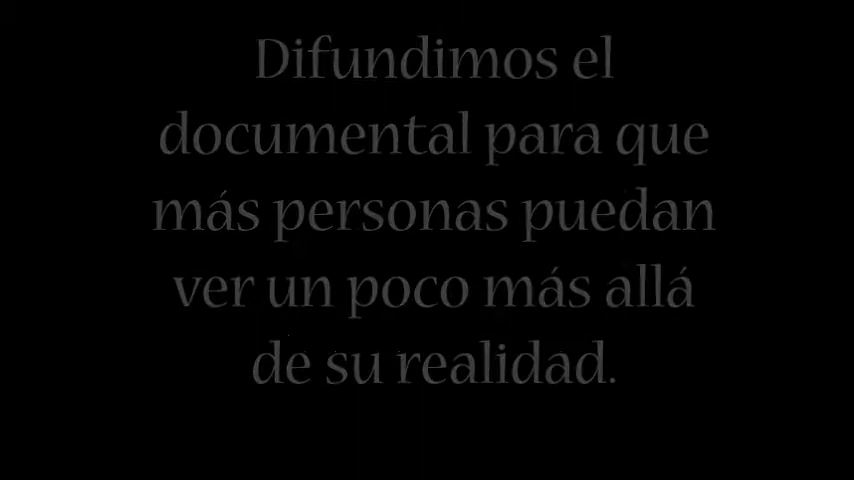 Difundimos el
documental para que
más personas puedan
ver un poco más allá
de su realidad.